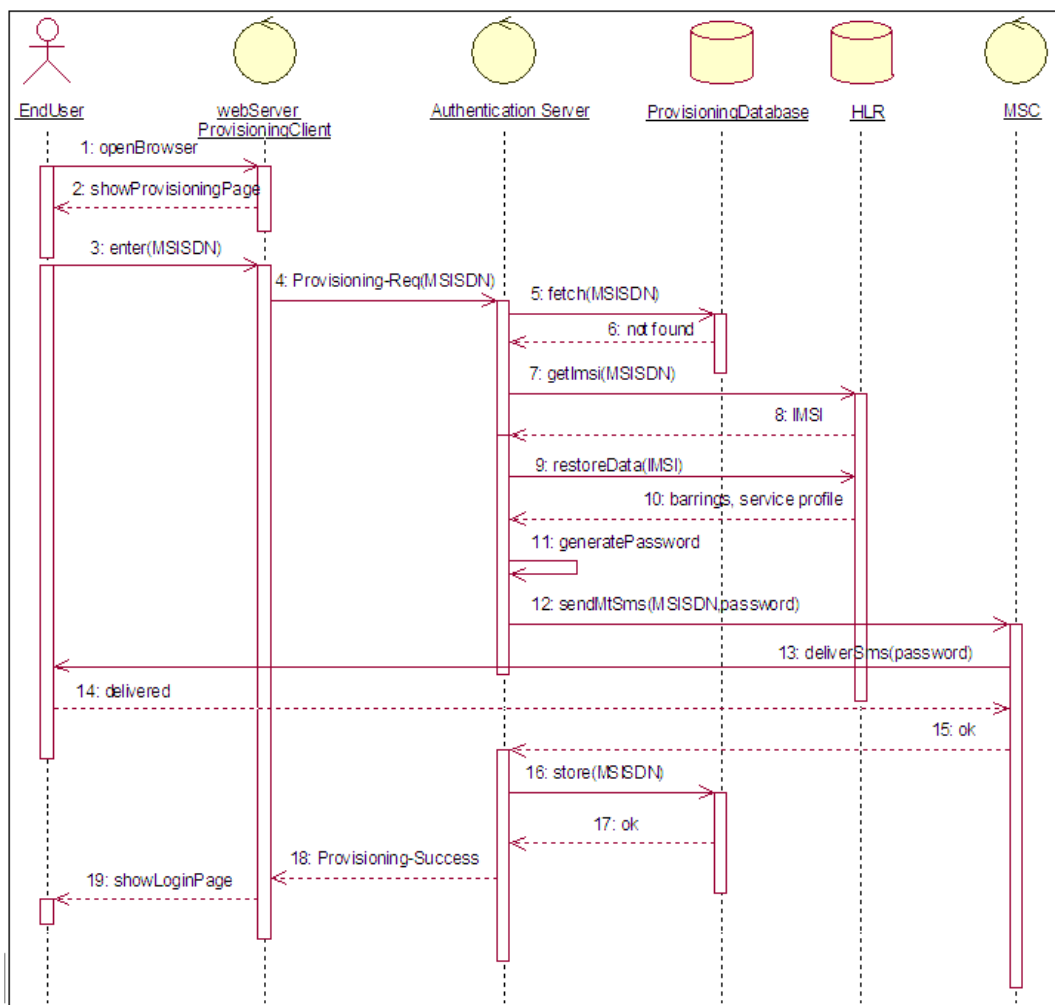 EndUser
webServer
ProvisioningClient
Authentication Server
ProvisioningDatabase
HLR
MSC
1: openBrowser
2: showProvisioningPage
3: enter(MSISDN)
4: Provisioning-Req(MSISDN)
5: fetch(MSISDN)
6: not found
7: getImsi(MSISDN)
8: IMSI
9: restoreData(IMSI)
10: barrings, service profile
11: generatePassword
12: sendMtSms(MSISDN,password)
13: deliverSms(password)
14: delivered
15: ok
16: store(MSISDN)
17: ok
18: Provisioning-Success
19: showLoginPage